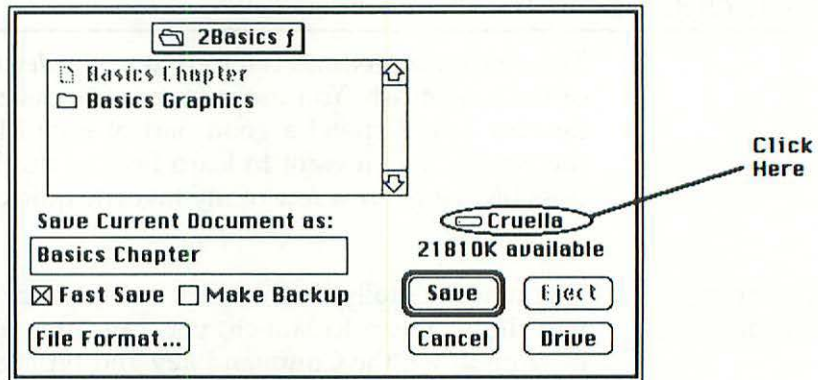 2Basics ƒ
Basics Chapter
Basics Graphics
Click
Here
Cruella
21810K available
Save Current Document as:
Basics Chapter
Fast Save
Make Backup
Save
Eject
File Format...
Cancel
Drive